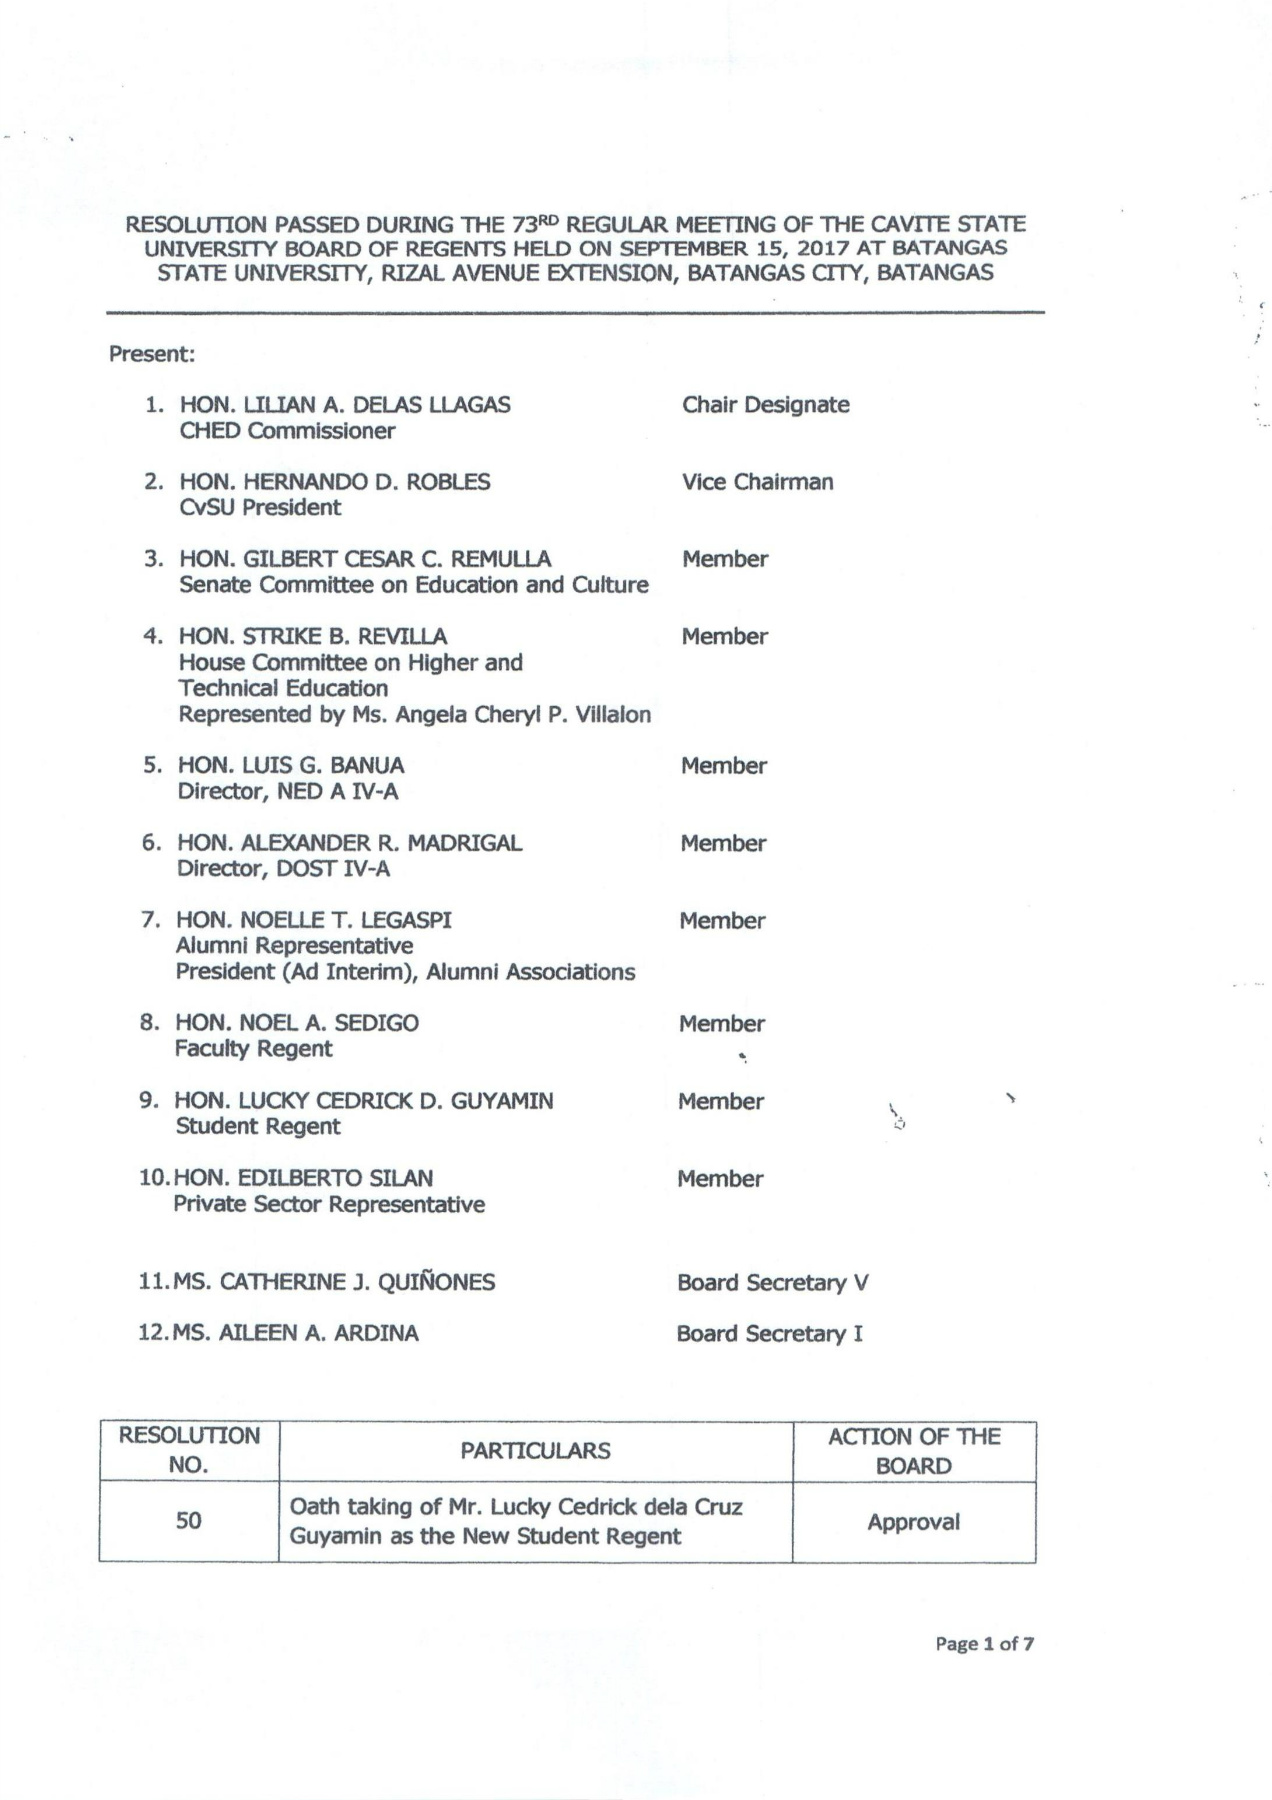 RESOLUTION PASSED DURING THE 73RD REGULAR MEETING OF THE CAVITE STATE
UNIVERSITY BOARD OF REGENTS HELD ON SEPTEMBER 15, 2017 AT BATANGAS
STATE UNIVERSITY, RIZAL AVENUE EXTENSION, BATANGAS CITY, BATANGAS
Present:
1. HON. LILIAN A. DELAS LLAGAS Chair Designate
CHED Commissioner
2. HON. HERNANDO D. ROBLES Vice Chairman
CvSU President
3. HON. GILBERT CESAR C. REMULLA Member
Senate Committee on Education and Culture
4. HON. STRIKE B. REVILLA Member
House Committee on Higher and
Technical Education
Represented by Ms. Angela Cheryl P. Villalon
5. HON. LUIS G. BANUA Member
Director, NED A IV-A
6. HON. ALEXANDER R. MADRIGAL Member
Director, DOST IV-A
7. HON. NOELLE T. LEGASPI Member
Alumni Representative
President (Ad Interim), Alumni Associations
8. HON. NOEL A. SEDIGO Member
Faculty Regent
9. HON. LUCKY CEDRICK D. GUYAMIN Member
Student Regent
10. HON. EDILBERTO SILAN Member
Private Sector Representative
11. MS. CATHERINE J. QUIÑONES Board Secretary V
12. MS. AILEEN A. ARDINA Board Secretary I
RESOLUTION
NO.
PARTICULARS
ACTION OF THE
BOARD
50
Oath taking of Mr. Lucky Cedrick dela Cruz
Guyamin as the New Student Regent
Approval
Page 1 of 7